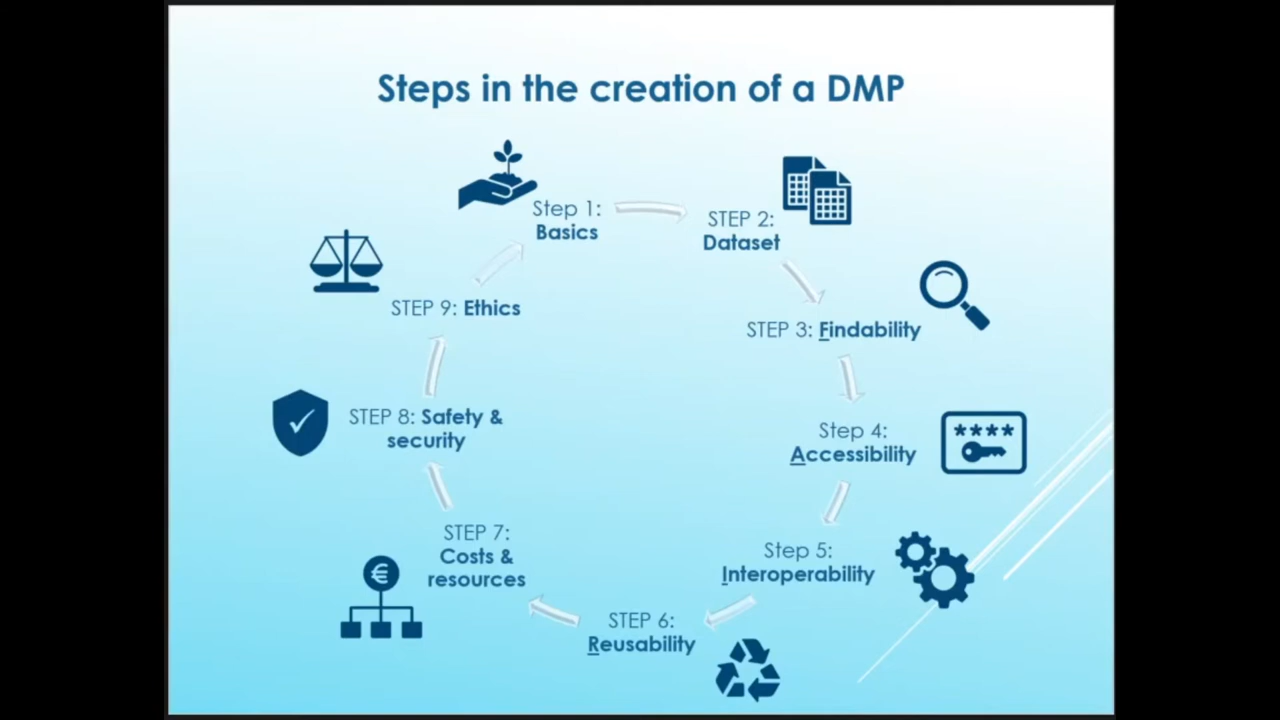 Steps in the creation of a DMP
Step 1:
Basics
STEP 2:
Dataset
STEP 3: Findability
Step 4:
Accessibility
****
Step 5:
Interoperability
STEP 6:
Reusability
STEP 7:
Costs &
resources
€
STEP 8: Safety &
security
STEP 9: Ethics